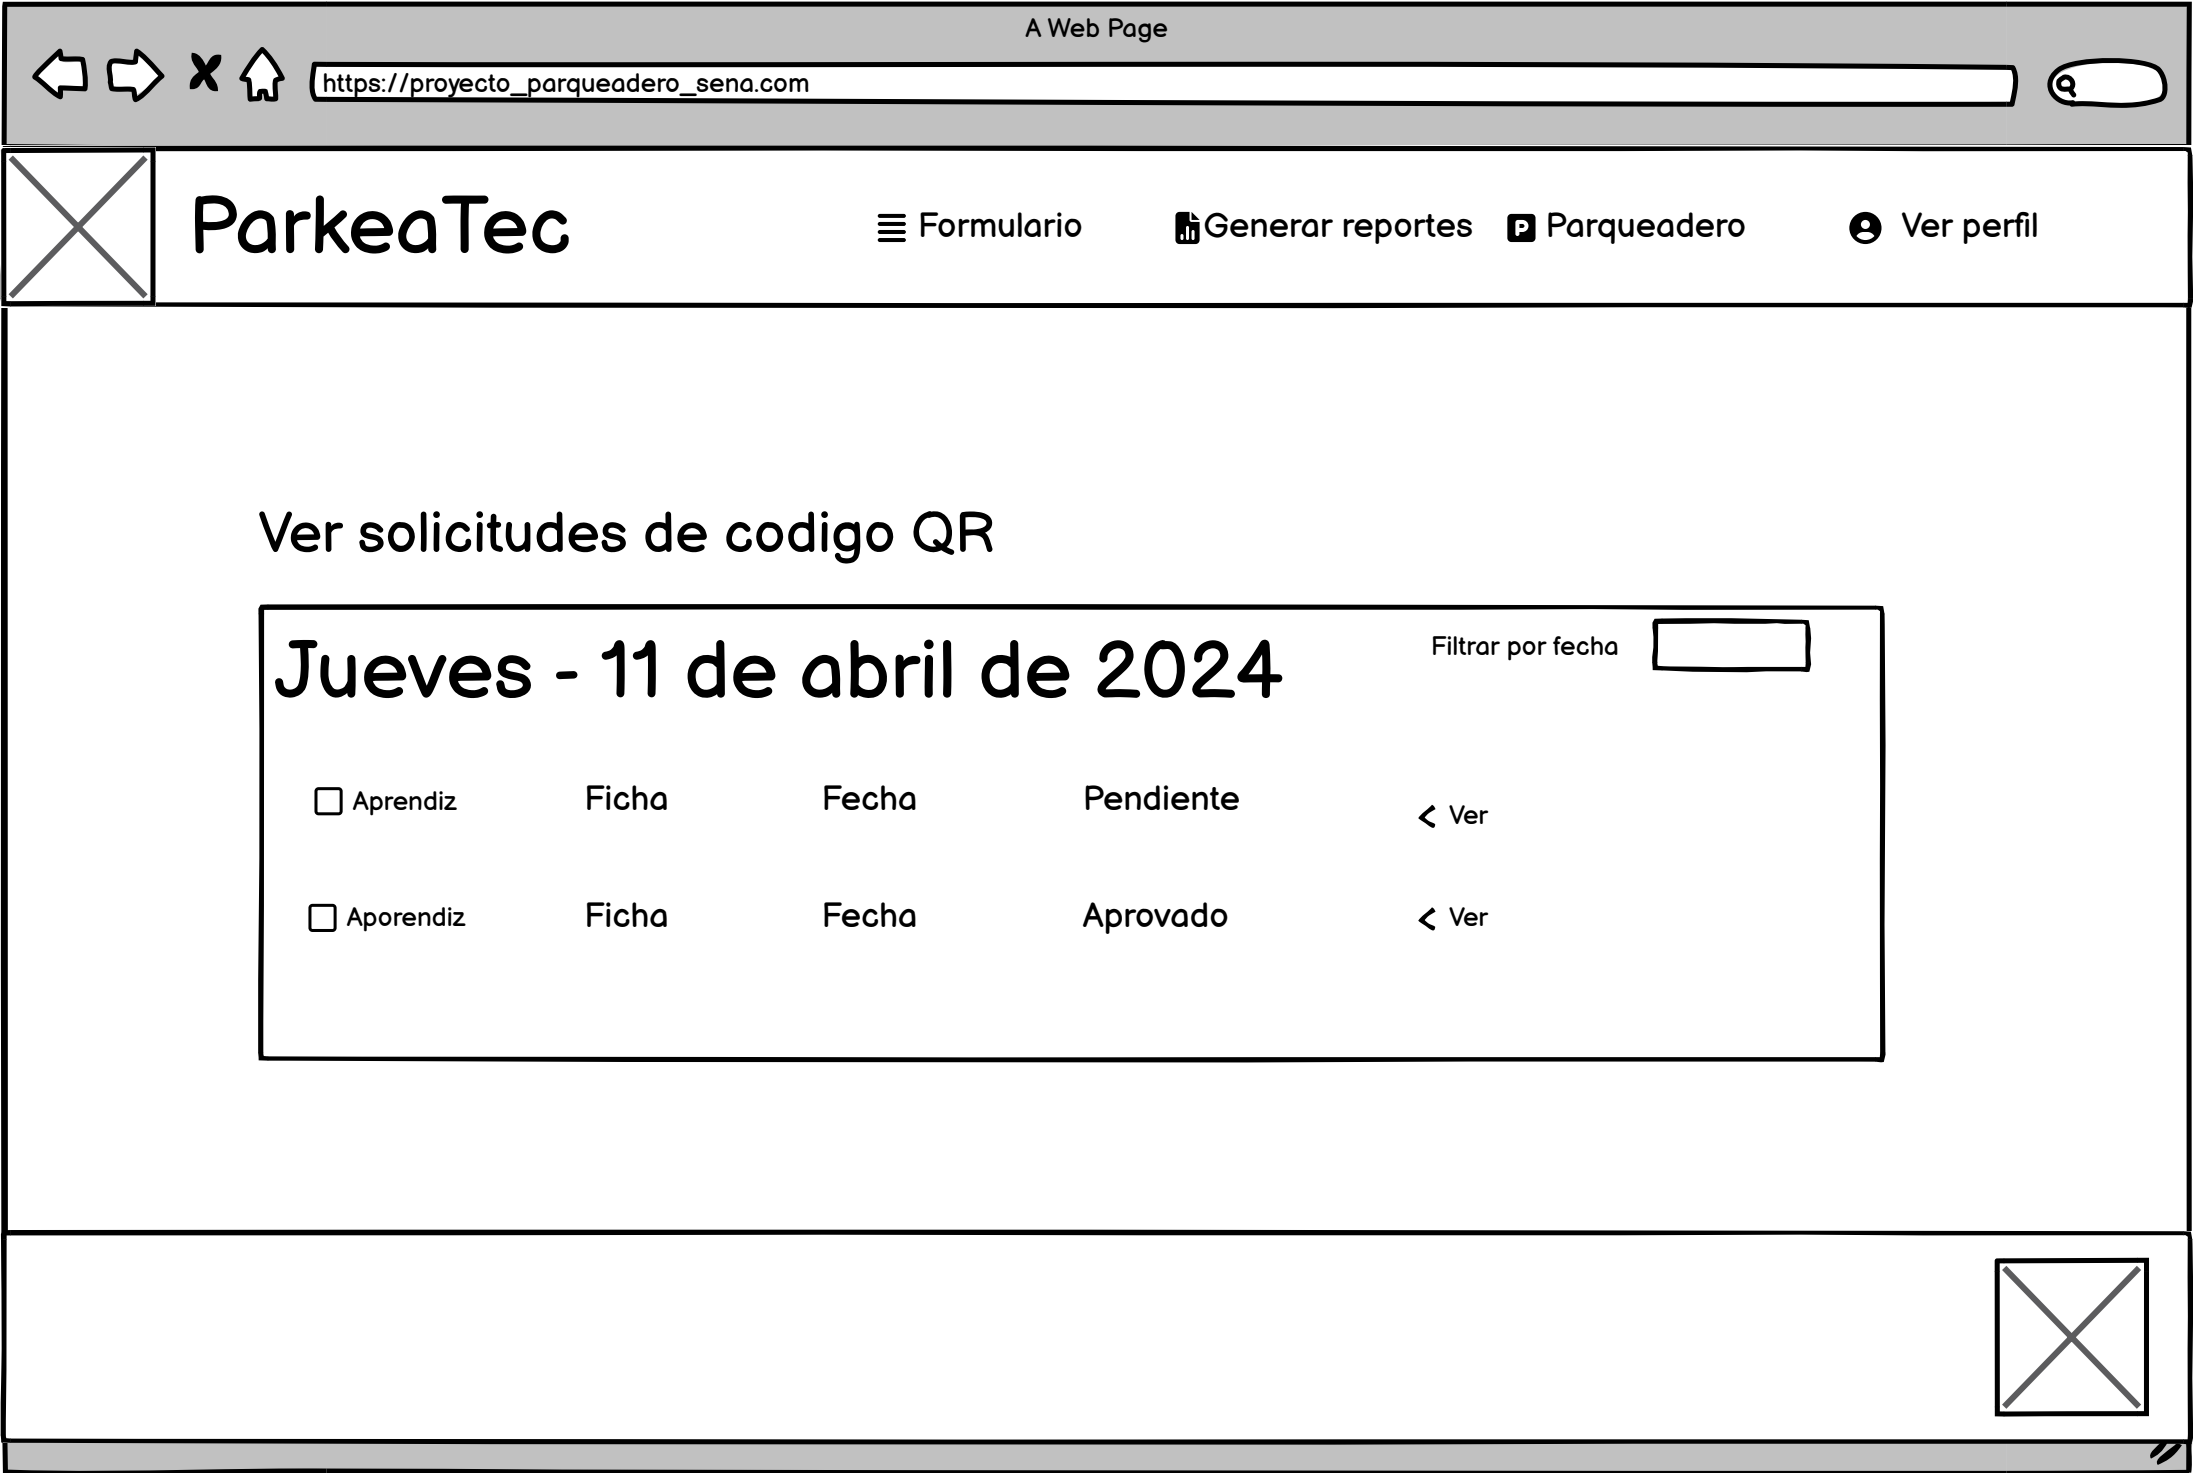 A Web Page
https://proyecto_parqueadero_sena.com
ParkeaTec
Formulario
Generar reportes
P Parqueadero
Ver perfil
Ver solicitudes de codigo QR
Jueves - 11 de abril de 2024
Filtrar por fecha
Aprendiz Ficha Fecha Pendiente Ver
Aporendiz Ficha Fecha Aprovado Ver